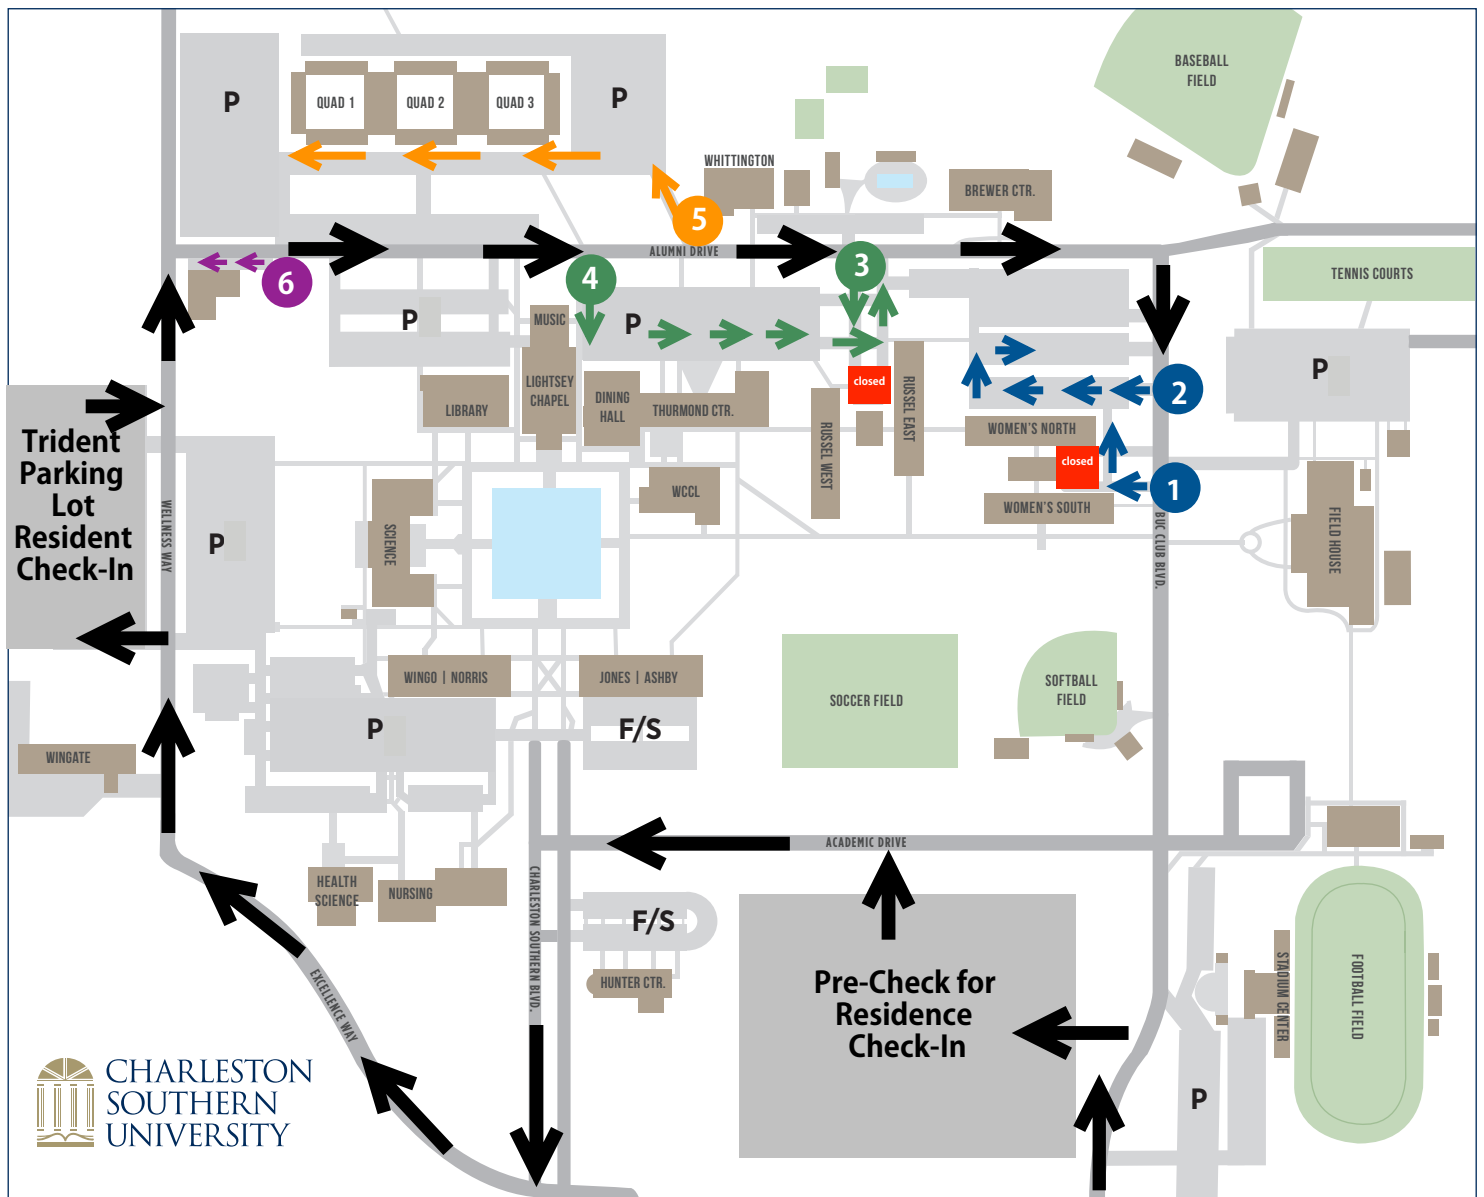 BASEBALL
FIELD
P
QUAD 1
QUAD 2
QUAD 3
P
WHITTINGTON
BREWER CTR.
5
ALUMNI DRIVE
6
4
3
TENNIS COURTS
P
MUSIC
P
P
closed
2
LIGHTSEY
CHAPEL
DINING
HALL
THURMOND CTR.
LIBRARY
RUSSEL WEST
RUSSEL EAST
WOMEN'S NORTH
closed
1
WOMEN'S SOUTH
Trident
Parking
Lot
Resident
Check-In
WELLNESS WAY
P
SCIENCE
WCCL
BUC CLUB BLVD.
FIELD HOUSE
WINGO | NORRIS
JONES | ASHBY
SOCCER FIELD
SOFTBALL
FIELD
P
F/S
WINGATE
ACADEMIC DRIVE
HEALTH
SCIENCE
NURSING
CHARLESTON SOUTHERN BLVD.
F/S
HUNTER CTR.
EXCELLENCE WAY
Pre-Check for
Residence
Check-In
STADIUM CENTER
FOOTBALL FIELD
P
CHARLESTON
SOUTHERN
UNIVERSITY